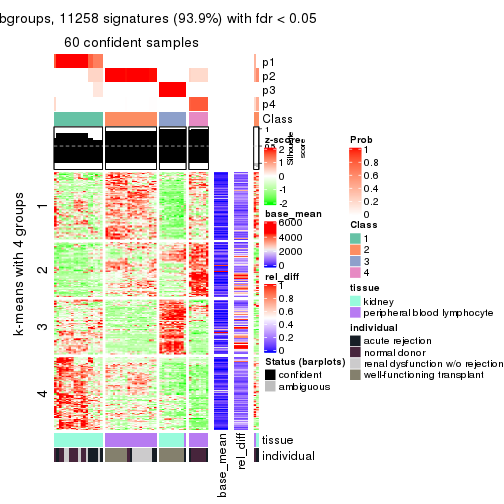 bgroups, 11258 signatures (93.9%) with fdr < 0.05
60 confident samples
p1
p2
p3
p4
Class
1
0.5
Silhouette
score
k-means with 4 groups
1
2
3
4
base_mean
rel_diff
tissue
individual
z-score
2
1
0
-1
-2
base_mean
6000
4000
2000
0
rel_diff
1
0.8
0.6
0.4
0.2
0
Status (barplots)
confident
ambiguous
Prob
1
0.8
0.6
0.4
0.2
0
Class
1
2
3
4
tissue
kidney
peripheral blood lymphocyte
individual
acute rejection
normal donor
renal dysfunction w/o rejection
well-functioning transplant